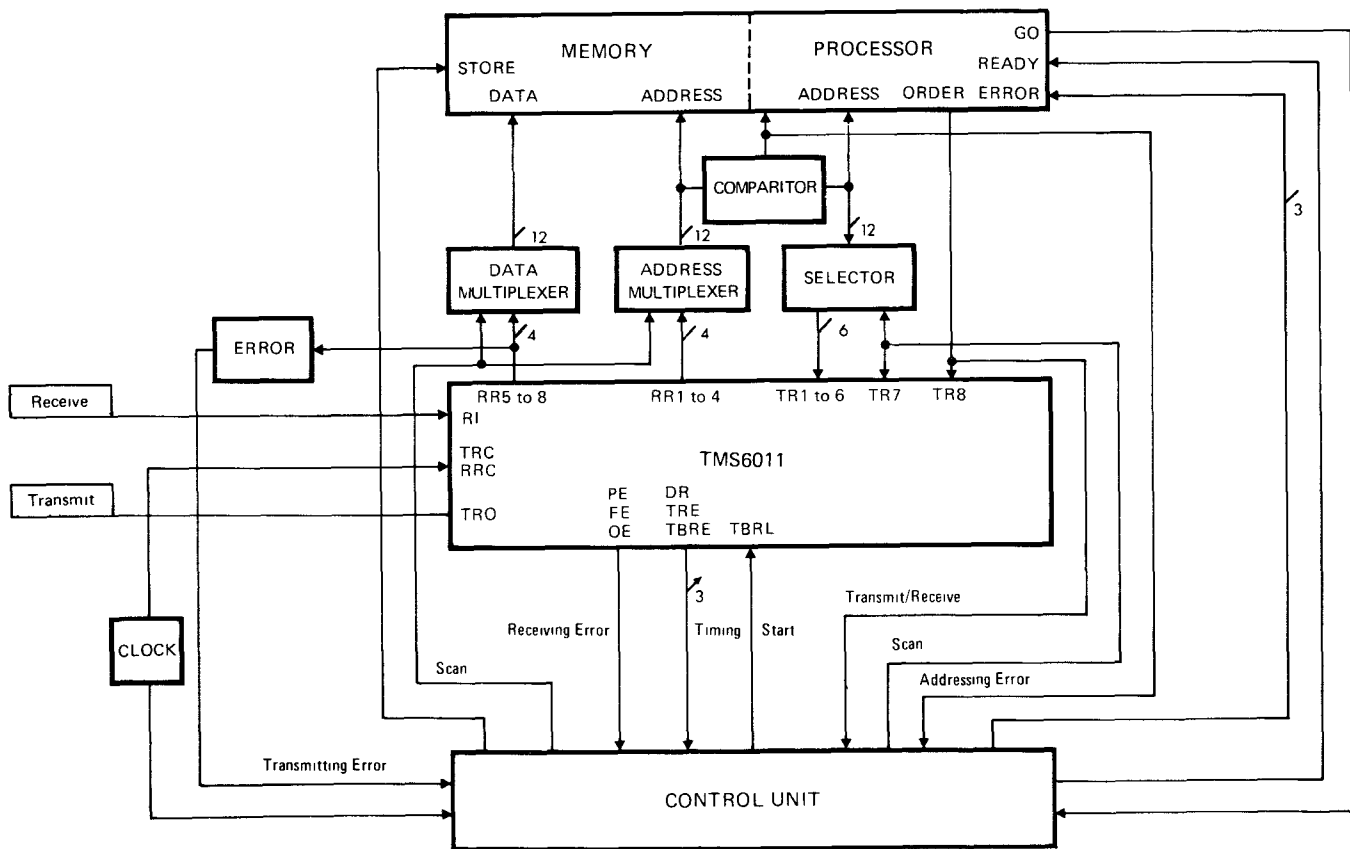 GO
MEMORY
PROCESSOR
READY
STORE
DATA
ADDRESS
ADDRESS
ORDER
ERROR
COMPARITOR
3
12
12
12
DATA
MULTIPLEXER
ADDRESS
MULTIPLEXER
SELECTOR
4
4
6
ERROR
Receive
RR5 to 8
RR1 to 4
TR1 to 6
TR7
TR8
RI
TRC
RRC
TMS6011
Transmit
TRO
PE
FE
OE
DR
TRE
TBRE
TBRL
3
Transmit/Receive
Receiving Error
Timing
Start
CLOCK
Scan
Scan
Addressing Error
Transmitting Error
CONTROL UNIT